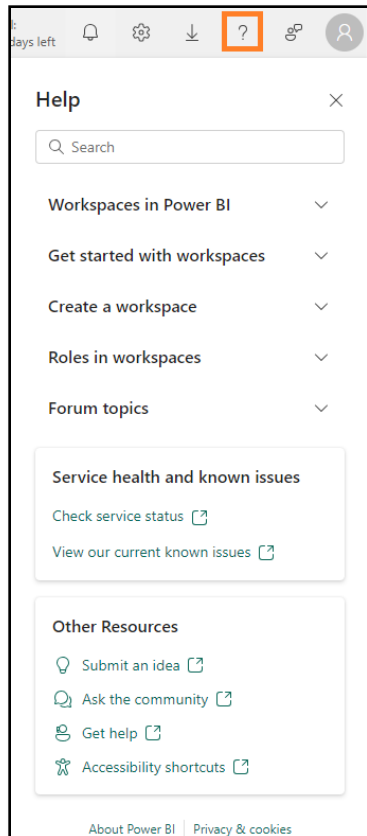 days left
?
Help
Search
Workspaces in Power BI
Get started with workspaces
Create a workspace
Roles in workspaces
Forum topics
Service health and known issues
Check service status
View our current known issues
Other Resources
Submit an idea
Ask the community
Get help
Accessibility shortcuts
About Power BI | Privacy & cookies